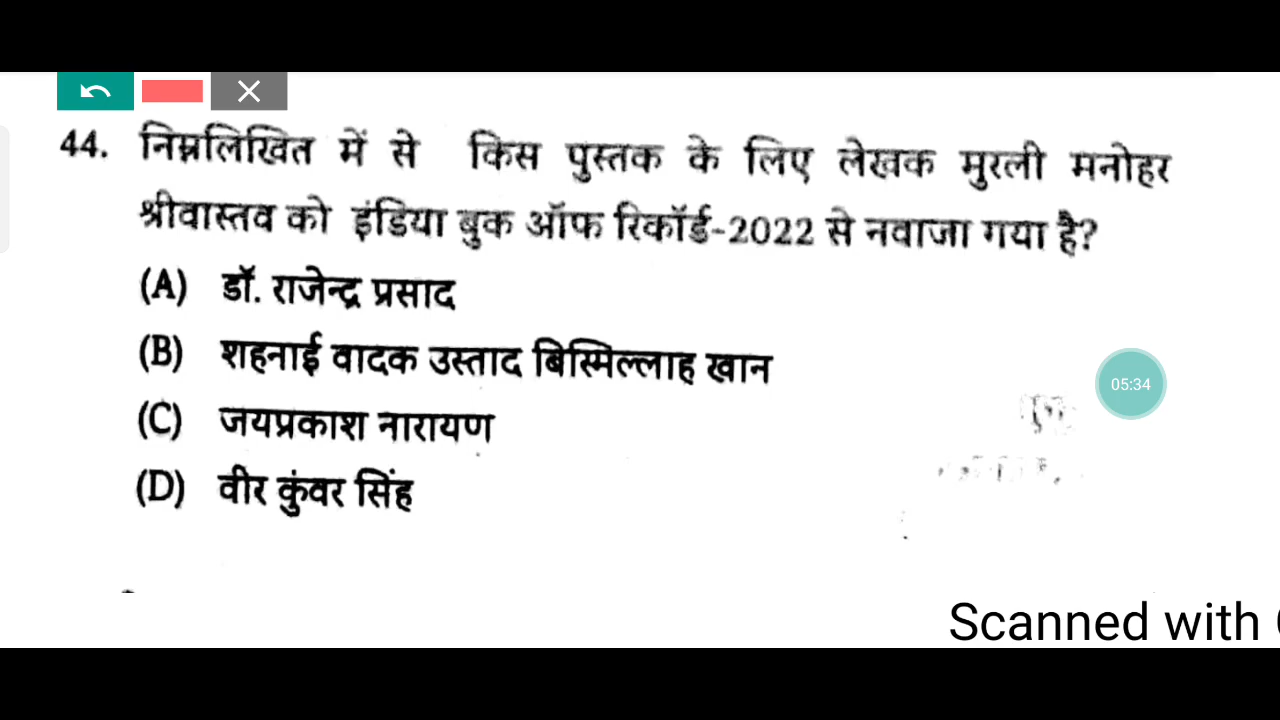 44. निम्नलिखित में से किस पुस्तक के लिए लेखक मुरली मनोहर
श्रीवास्तव को इंडिया बुक ऑफ रिकॉर्ड-2022 से नवाजा गया है?
(A) डॉ. राजेन्द्र प्रसाद
(B) शहनाई वादक उस्ताद बिस्मिल्लाह खान
(C) जयप्रकाश नारायण
(D) वीर कुंवर सिंह
05:34
Scanned with